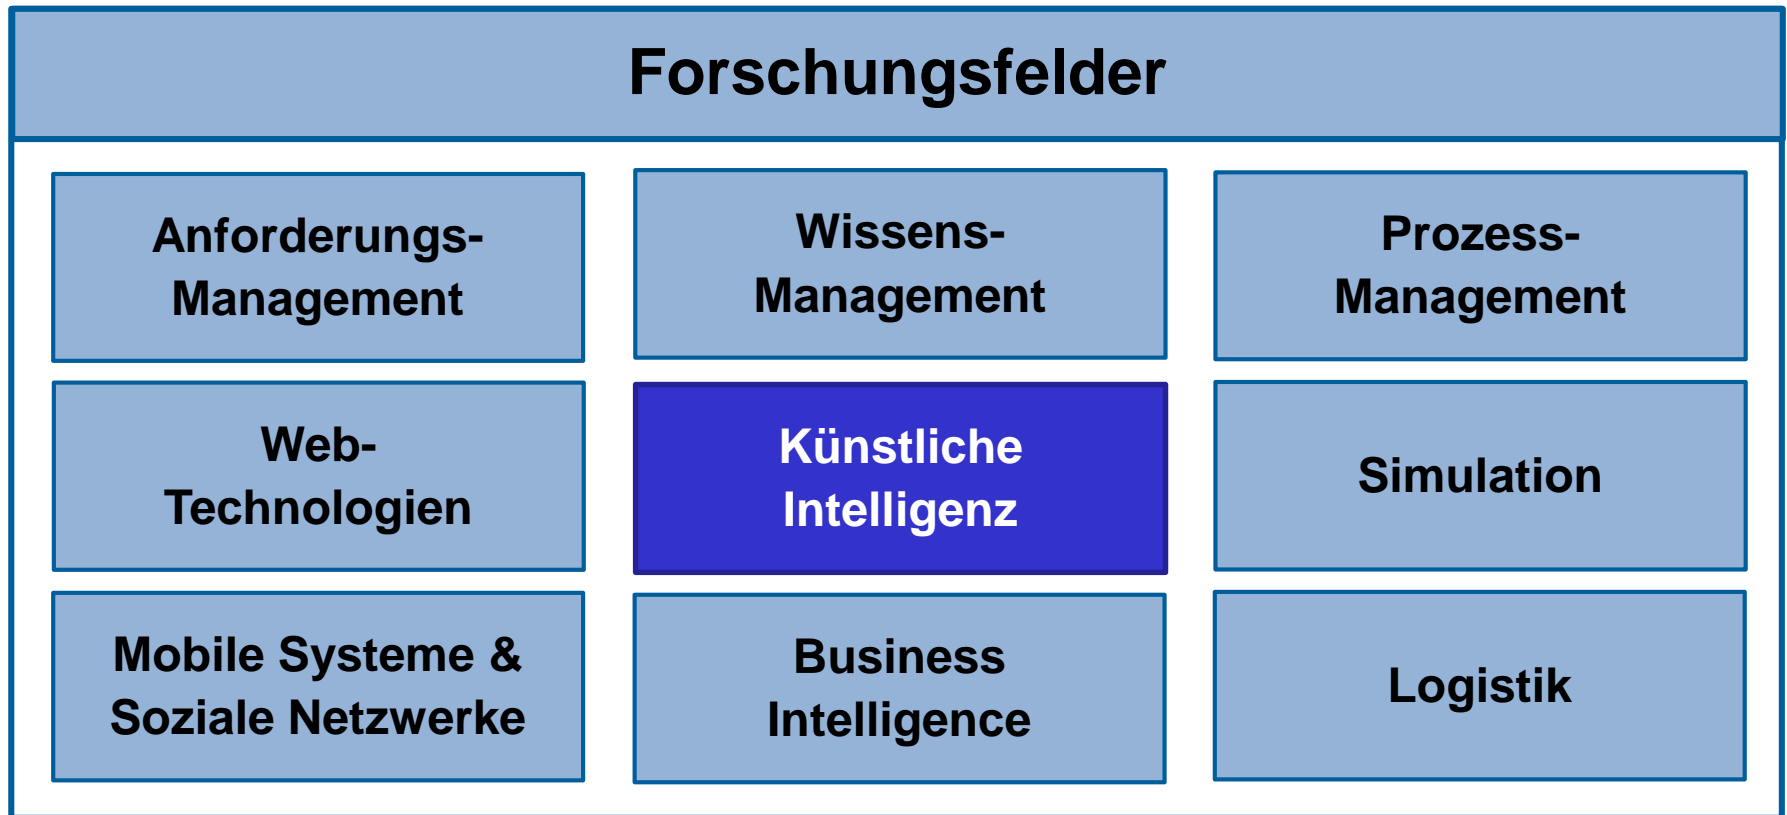 Forschungsfelder
Anforderungs-
Management
Wissens-
Management
Prozess-
Management
Web-
Technologien
Künstliche
Intelligenz
Simulation
Mobile Systeme &
Soziale Netzwerke
Business
Intelligence
Logistik